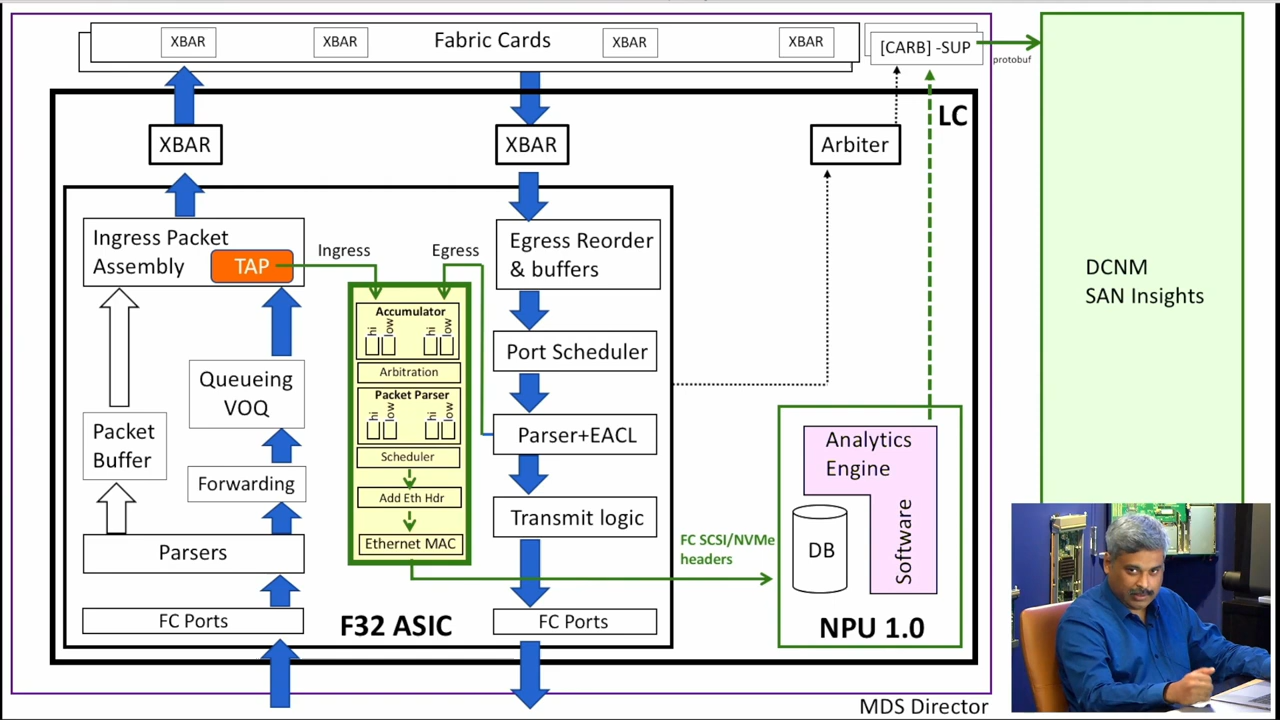 XBAR
XBAR
Fabric Cards
XBAR
XBAR
[CARB] -SUP
protobuf
LC
XBAR
XBAR
Arbiter
Ingress Packet
Assembly
TAP
Ingress
Egress
Egress Reorder
& buffers
DCNM
SAN Insights
Accumulator
hi
low
hi
low
Arbitration
Packet Parser
hi
low
hi
low
Scheduler
Add Eth Hdr
Ethernet MAC
Port Scheduler
Queueing
VOQ
Packet
Buffer
Parser+EACL
Forwarding
Transmit logic
Parsers
FC Ports
F32 ASIC
FC Ports
FC SCSI/NVMe
headers
Analytics
Engine
Software
DB
NPU 1.0
MDS Director